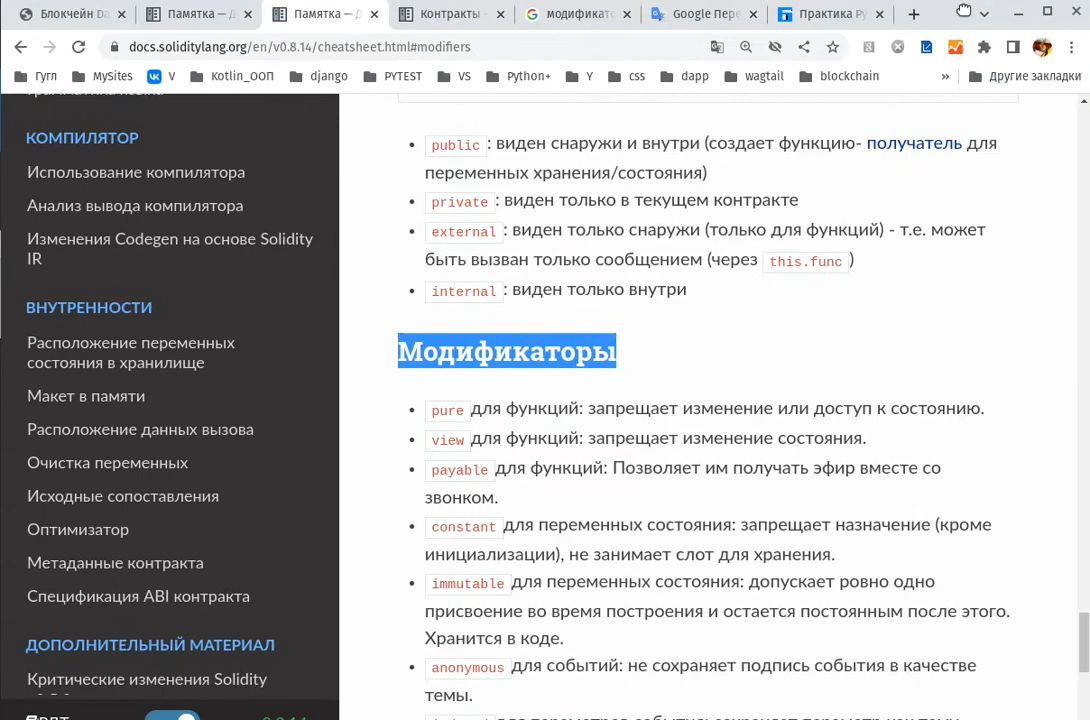 Блокчейн Da
Памятка — Д
Памятка — Д
Контракты -
модификато
Google Пере
Практика Ру
docs.soliditylang.org/en/v0.8.14/cheatsheet.html#modifiers
Гугл
MySites
V
Kotlin_ООП
django
PYTEST
VS
Python+
Y
css
dapp
wagtail
blockchain
»
Другие закладки
КОМПИЛЯТОР
Использование компилятора
Анализ вывода компилятора
Изменения Codegen на основе Solidity
IR
ВНУТРЕННОСТИ
Расположение переменных
состояния в хранилище
Макет в памяти
Расположение данных вызова
Очистка переменных
Исходные сопоставления
Оптимизатор
Метаданные контракта
Спецификация ABI контракта
ДОПОЛНИТЕЛЬНЫЙ МАТЕРИАЛ
Критические изменения Solidity
public : виден снаружи и внутри (создает функцию- получатель для
переменных хранения/состояния)
private : виден только в текущем контракте
external : виден только снаружи (только для функций) - т.е. может
быть вызван только сообщением (через this.func )
internal : виден только внутри
Модификаторы
pure для функций: запрещает изменение или доступ к состоянию.
view для функций: запрещает изменение состояния.
payable для функций: Позволяет им получать эфир вместе со
звонком.
constant для переменных состояния: запрещает назначение (кроме
инициализации), не занимает слот для хранения.
immutable для переменных состояния: допускает ровно одно
присвоение во время построения и остается постоянным после этого.
Хранится в коде.
anonymous для событий: не сохраняет подпись события в качестве
темы.